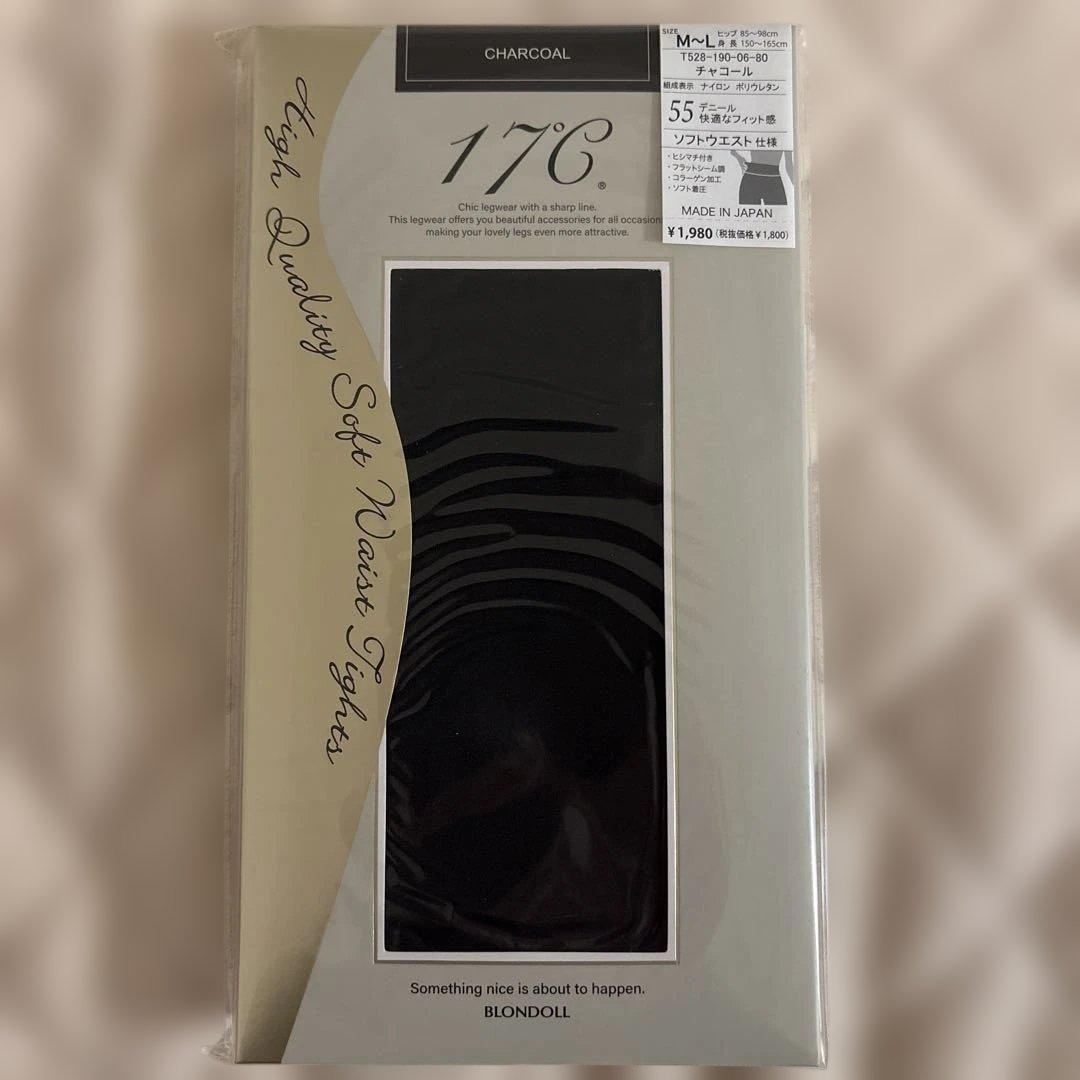 CHARCOAL
17℃®
Chic legwear with a sharp line.
This legwear offers you beautiful accessories for all occasion
making your lovely legs even more attractive.
High Quality Soft Waist Tights
SIZE M~L ヒップ 85~98cm
身長 150~165cm
T528-190-06-80
チャコール
組成表示 ナイロン ポリウレタン
55デニール
快適なフィット感
ソフトウエスト仕様
・ヒシマチ付き
・フラットシーム調
・コラーゲン加工
・ソフト着圧
MADE IN JAPAN
¥1,980(税抜価格¥1,800)
Something nice is about to happen.
BLONDOLL